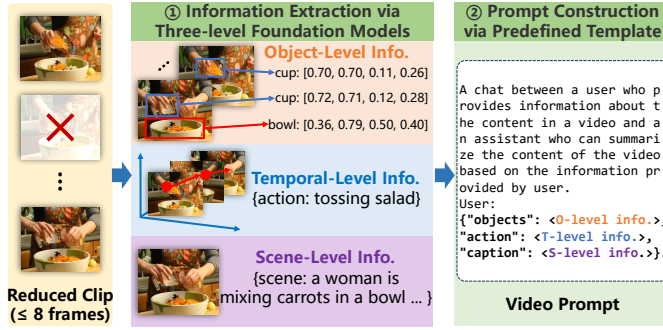 ① Information Extraction via
Three-level Foundation Models
② Prompt Construction
via Predefined Template
Object-Level Info.
cup: [0.70, 0.70, 0.11, 0.26]
cup: [0.72, 0.71, 0.12, 0.28]
bowl: [0.36, 0.79, 0.50, 0.40]
Temporal-Level Info.
{action: tossing salad}
Scene-Level Info.
{scene: a woman is
mixing carrots in a bowl ... }
Reduced Clip
(≤ 8 frames)
A chat between a user who p
rovides information about t
he content in a video and a
n assistant who can summari
ze the content of the video
based on the information pr
ovided by user.
User:
{"objects": <O-level info.>,
"action": <T-level info.>,
"caption": <S-level info.>}.
Video Prompt